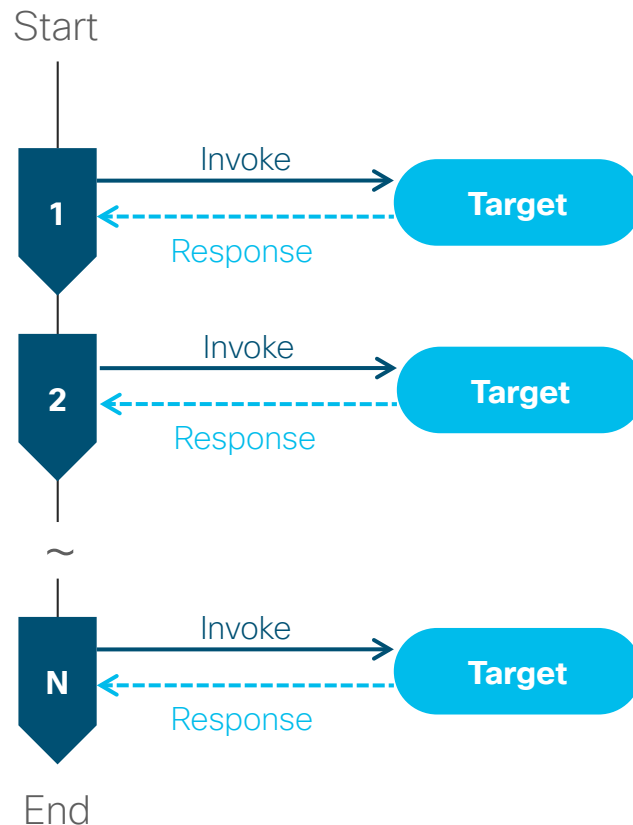 Start
Invoke
1
Target
Response
Invoke
2
Target
Response
~
Invoke
N
Target
Response
End